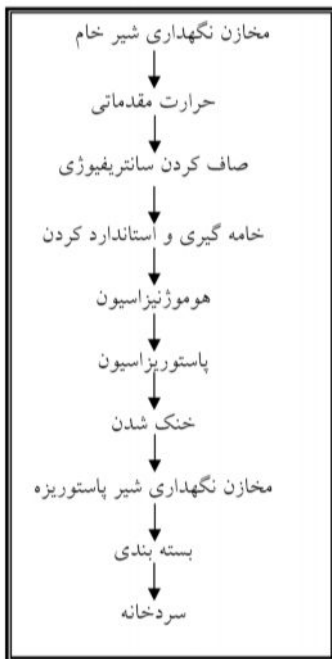 مخازن نگهداری شیر خام
حرارت مقدماتی
صاف کردن سانتریفیوژی
خامه گیری و استاندارد کردن
هوموژنیزاسیون
پاستوریزاسیون
خنک شدن
مخازن نگهداری شیر پاستوریزه
بسته بندی
سردخانه